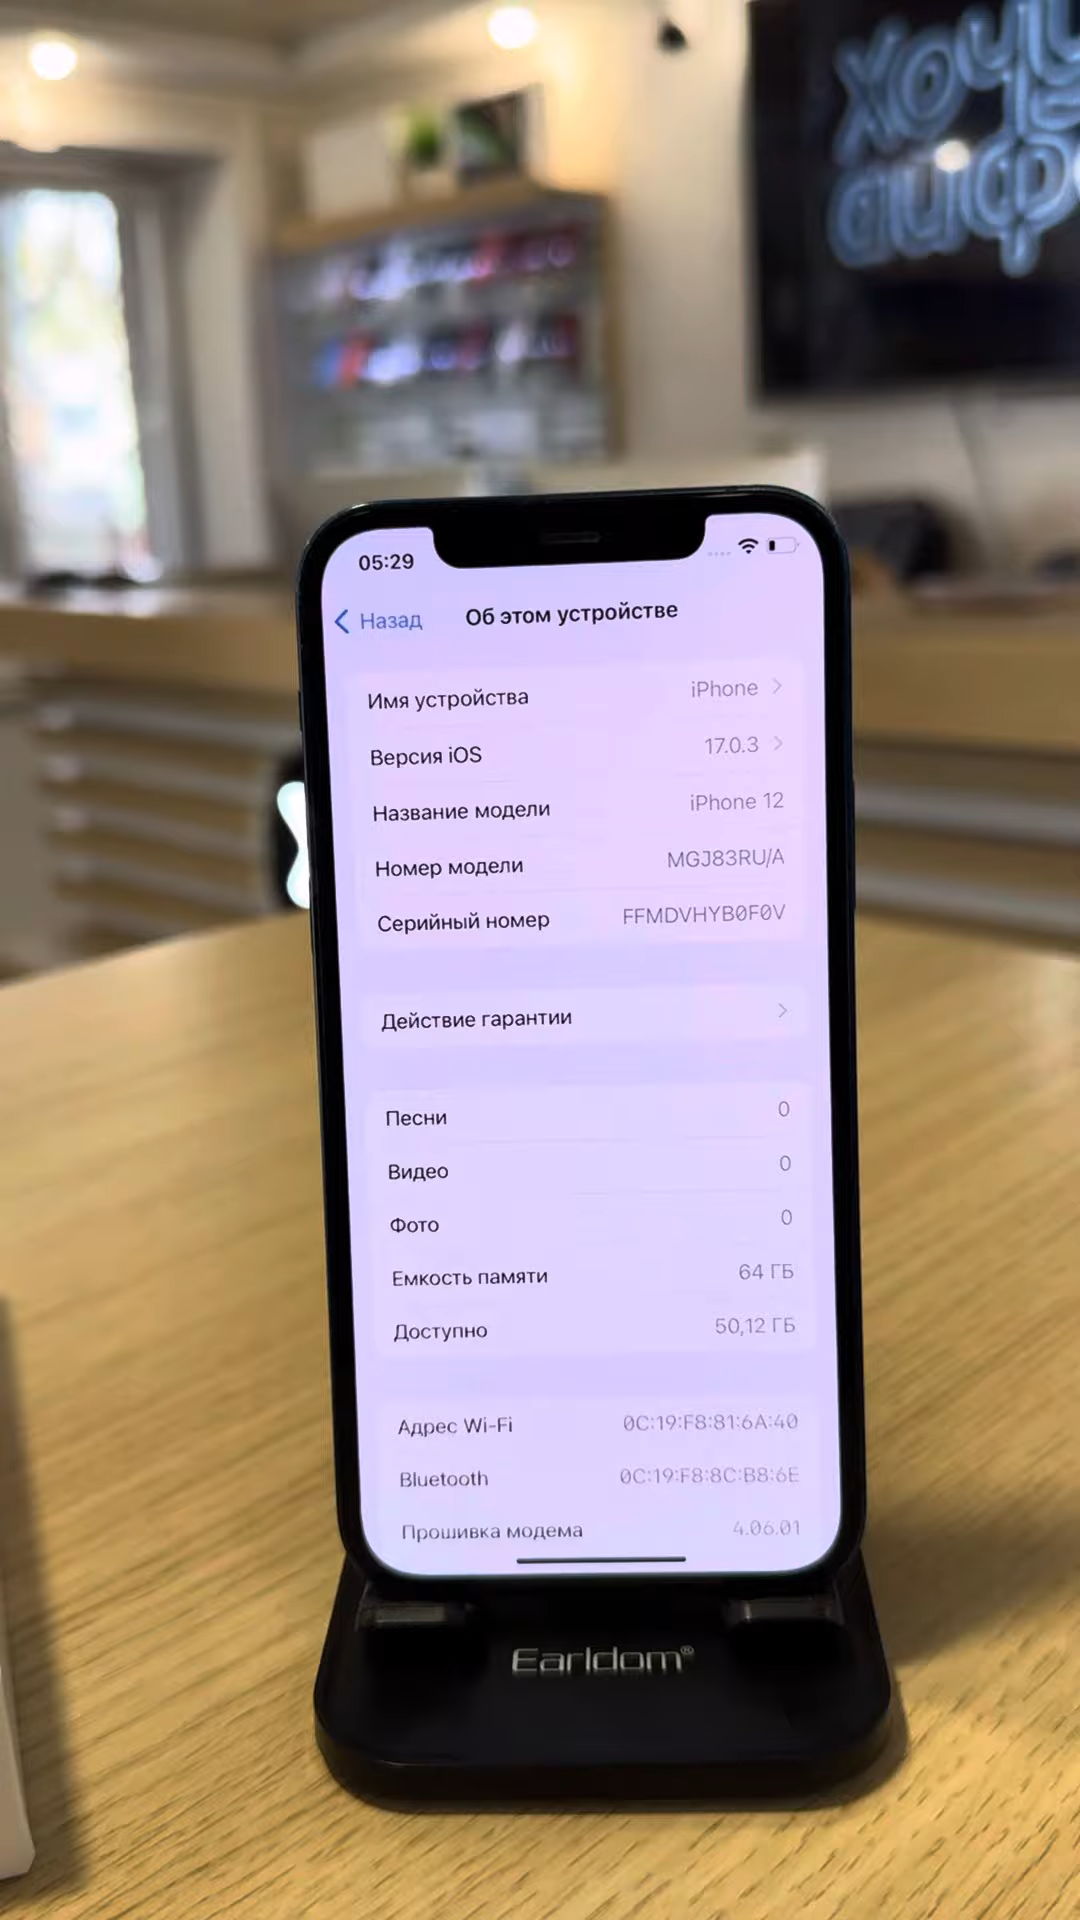 хочу
айф
05:29
Назад
Об этом устройстве
Имя устройства iPhone
Версия iOS 17.0.3
Название модели iPhone 12
Номер модели MGJ83RU/A
Серийный номер FFMDVHYB0F0V
Действие гарантии
Песни 0
Видео 0
Фото 0
Емкость памяти 64 ГБ
Доступно 50,12 ГБ
Адрес Wi-Fi 0C:19:F8:81:6A:40
Bluetooth 0C:19:F8:8C:B8:6E
Прошивка модема 4.06.01
Earldom®